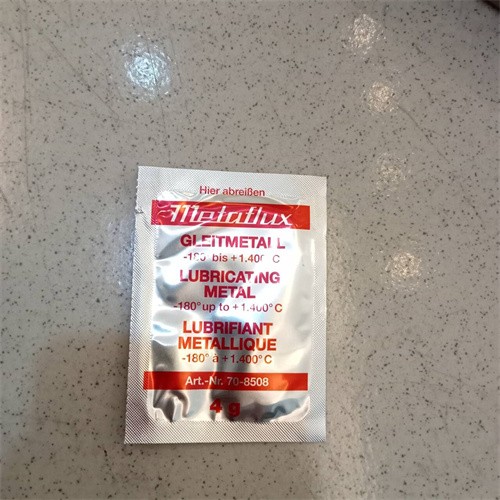 Hier abreißen
Metaflux
GLEITMETALL
-180° bis +1.400° C
LUBRICATING
METAL
-180° up to +1.400° C
LUBRIFIANT
METALLIQUE
-180° à +1.400° C
Art.-Nr. 70-8508
4 g